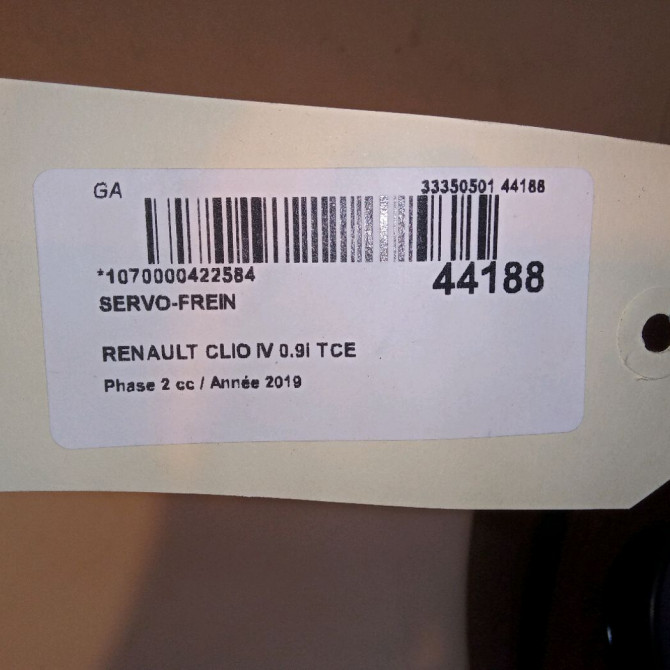 GA 33350501 44188
*1070000422584 44188
SERVO-FREIN
RENAULT CLIO IV 0.9i TCE
Phase 2 cc / Année 2019